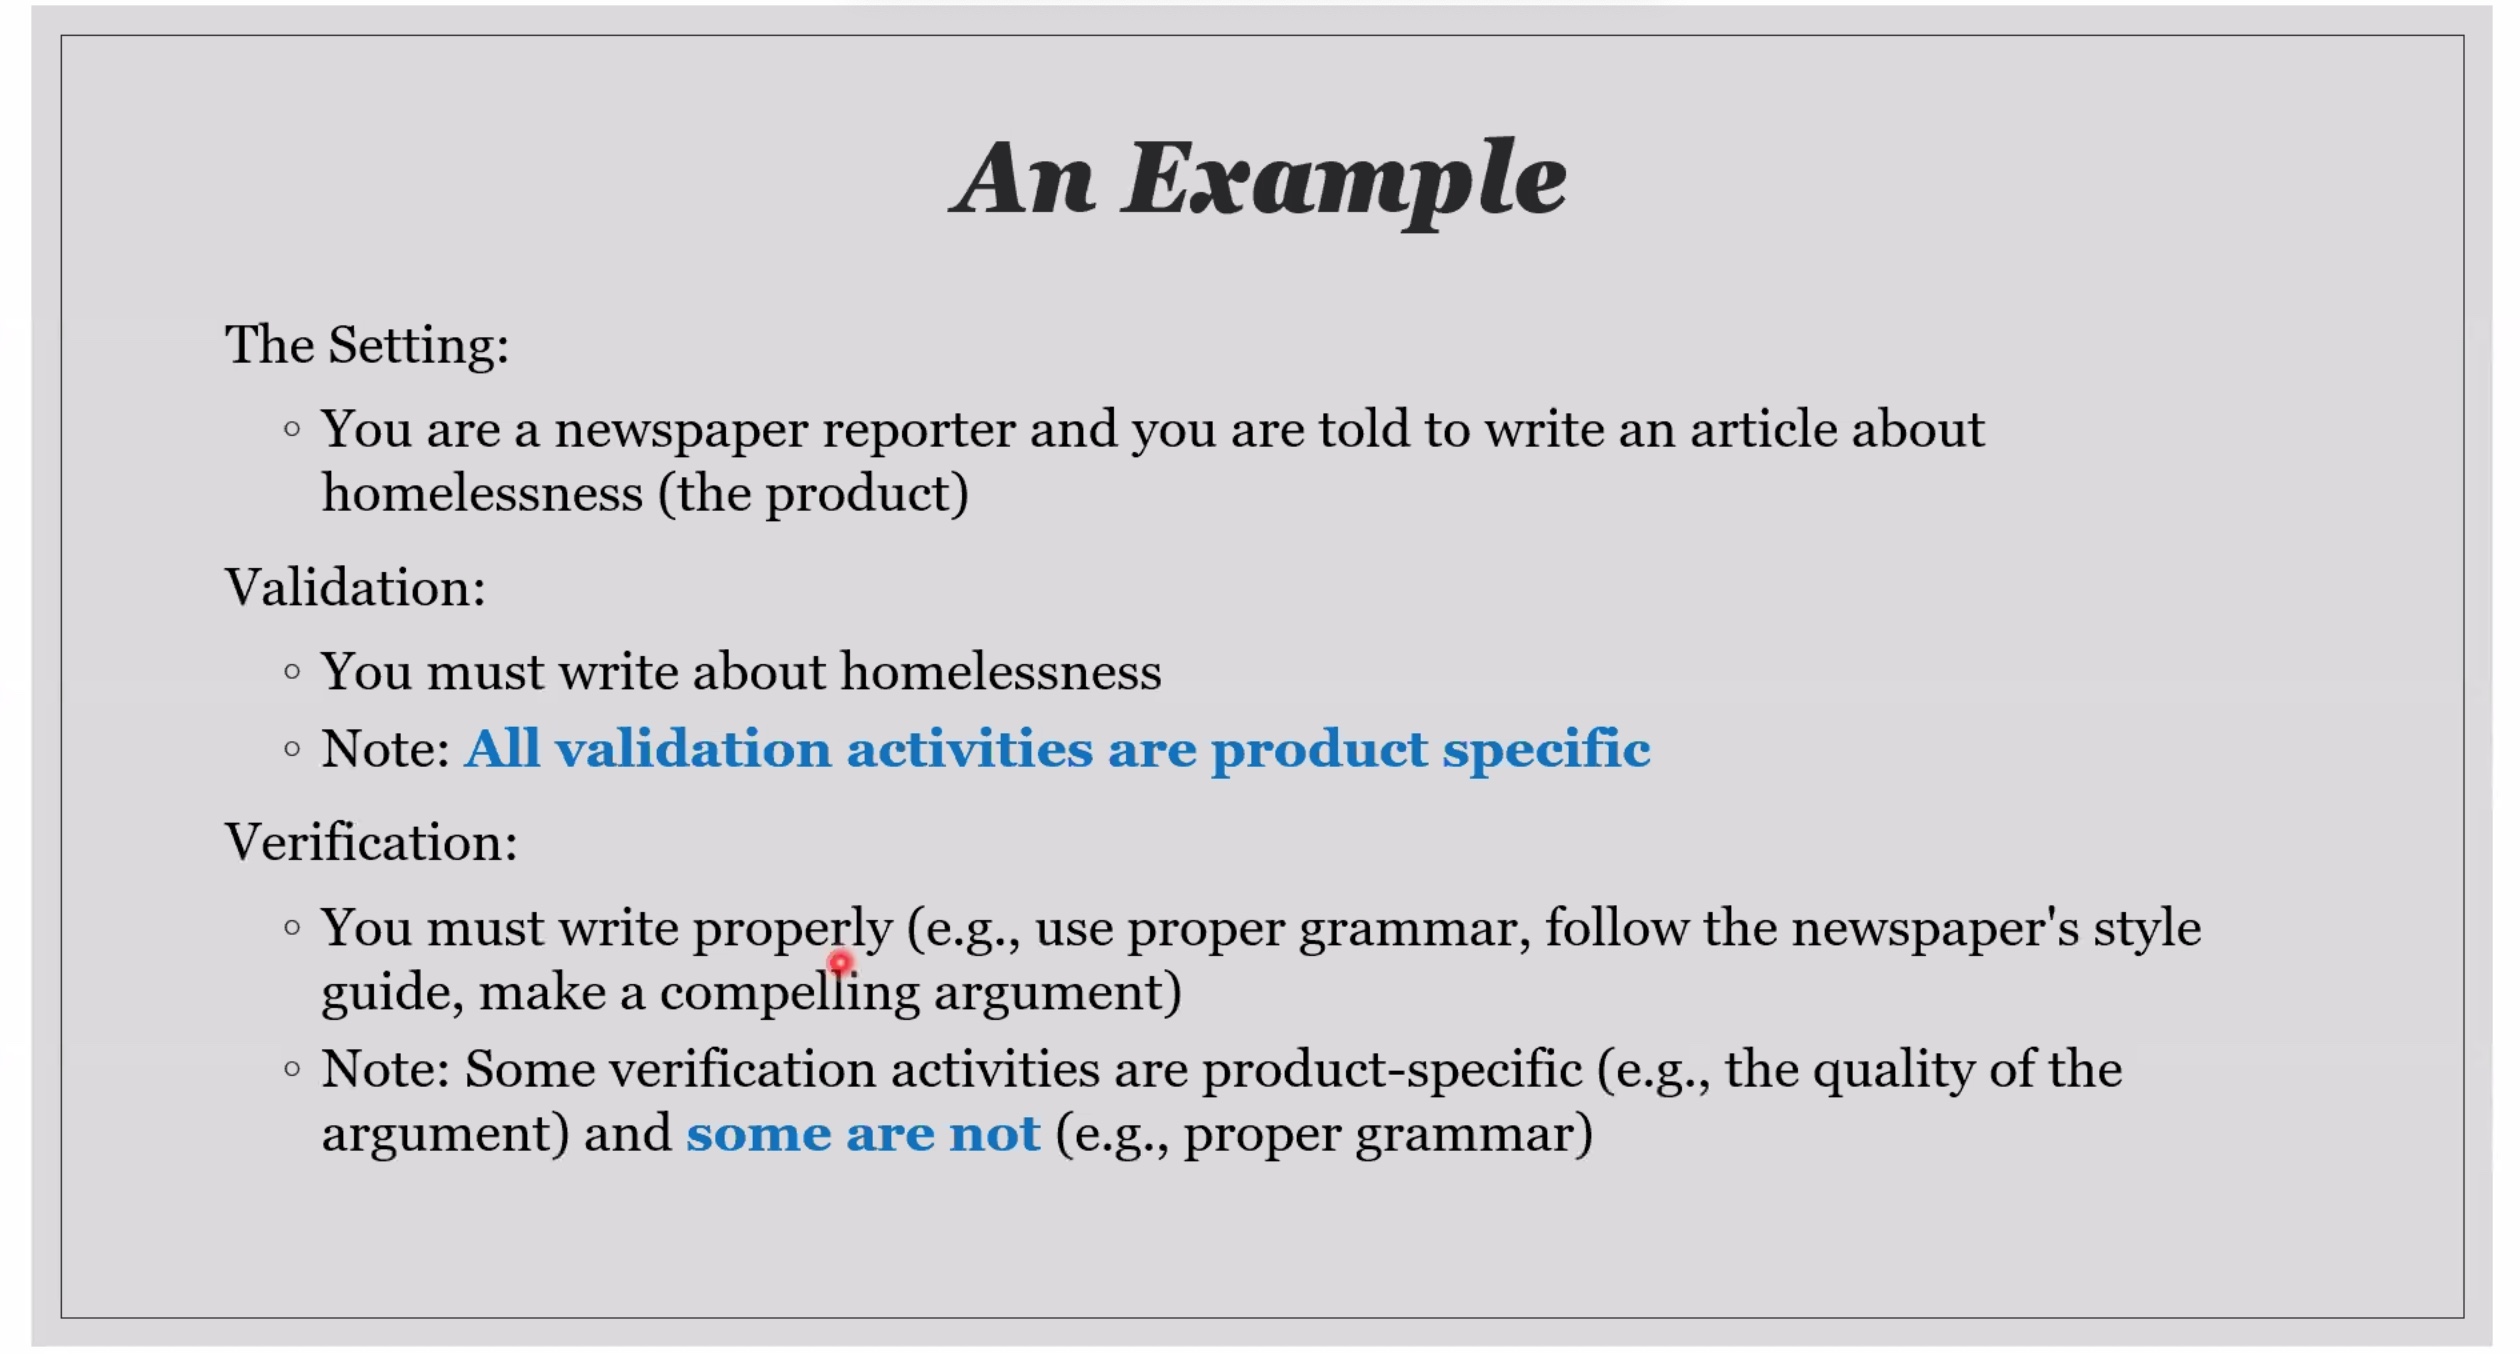 An Example
The Setting:
◦ You are a newspaper reporter and you are told to write an article about
homelessness (the product)
Validation:
◦ You must write about homelessness
◦ Note: All validation activities are product specific
Verification:
◦ You must write properly (e.g., use proper grammar, follow the newspaper's style
guide, make a compelling argument)
◦ Note: Some verification activities are product-specific (e.g., the quality of the
argument) and some are not (e.g., proper grammar)